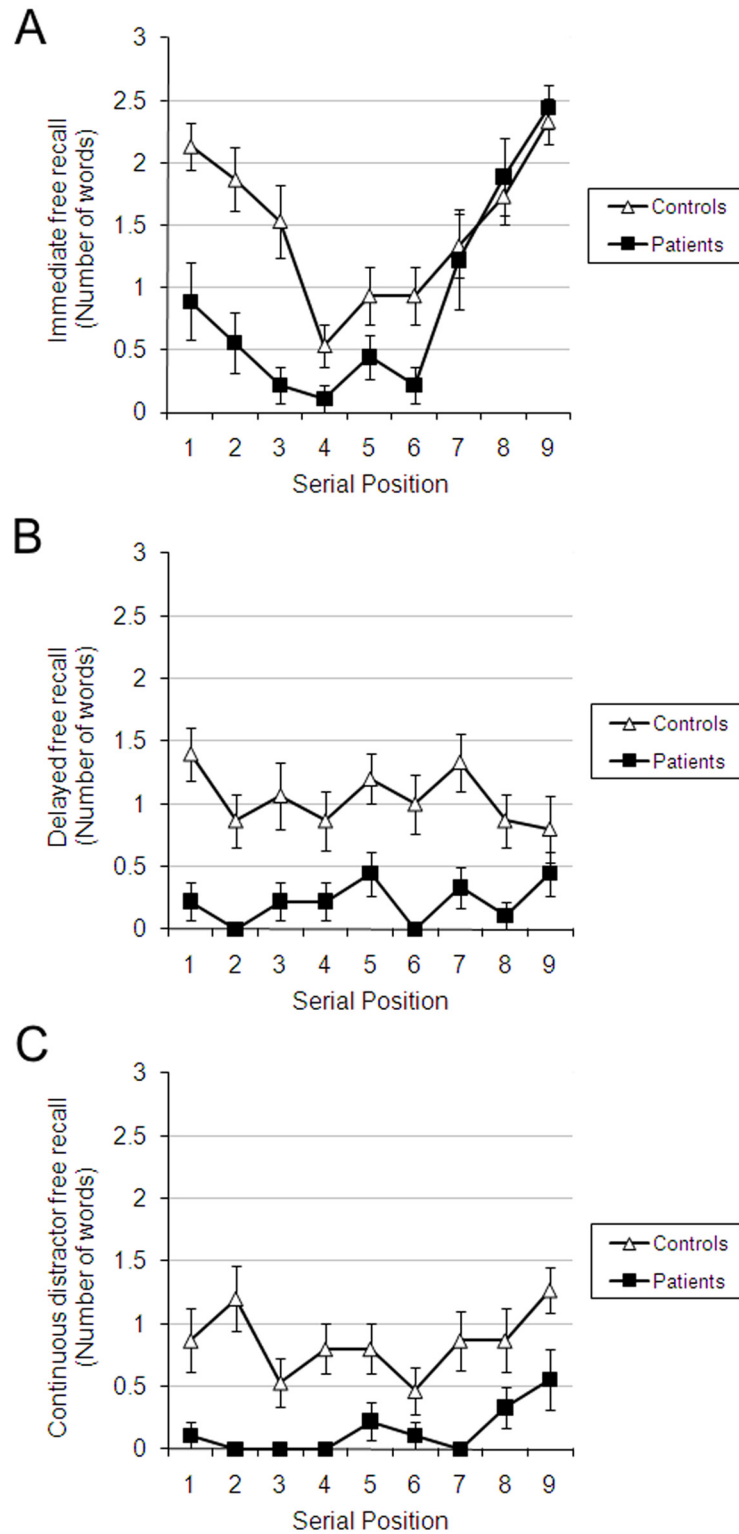 A
Immediate free recall
(Number of words)
3
2.5
2
1.5
1
0.5
0
1 2 3 4 5 6 7 8 9
Serial Position
Controls
Patients
B
Delayed free recall
(Number of words)
3
2.5
2
1.5
1
0.5
0
1 2 3 4 5 6 7 8 9
Serial Position
Controls
Patients
C
Continuous distractor free recall
(Number of words)
3
2.5
2
1.5
1
0.5
0
1 2 3 4 5 6 7 8 9
Serial Position
Controls
Patients